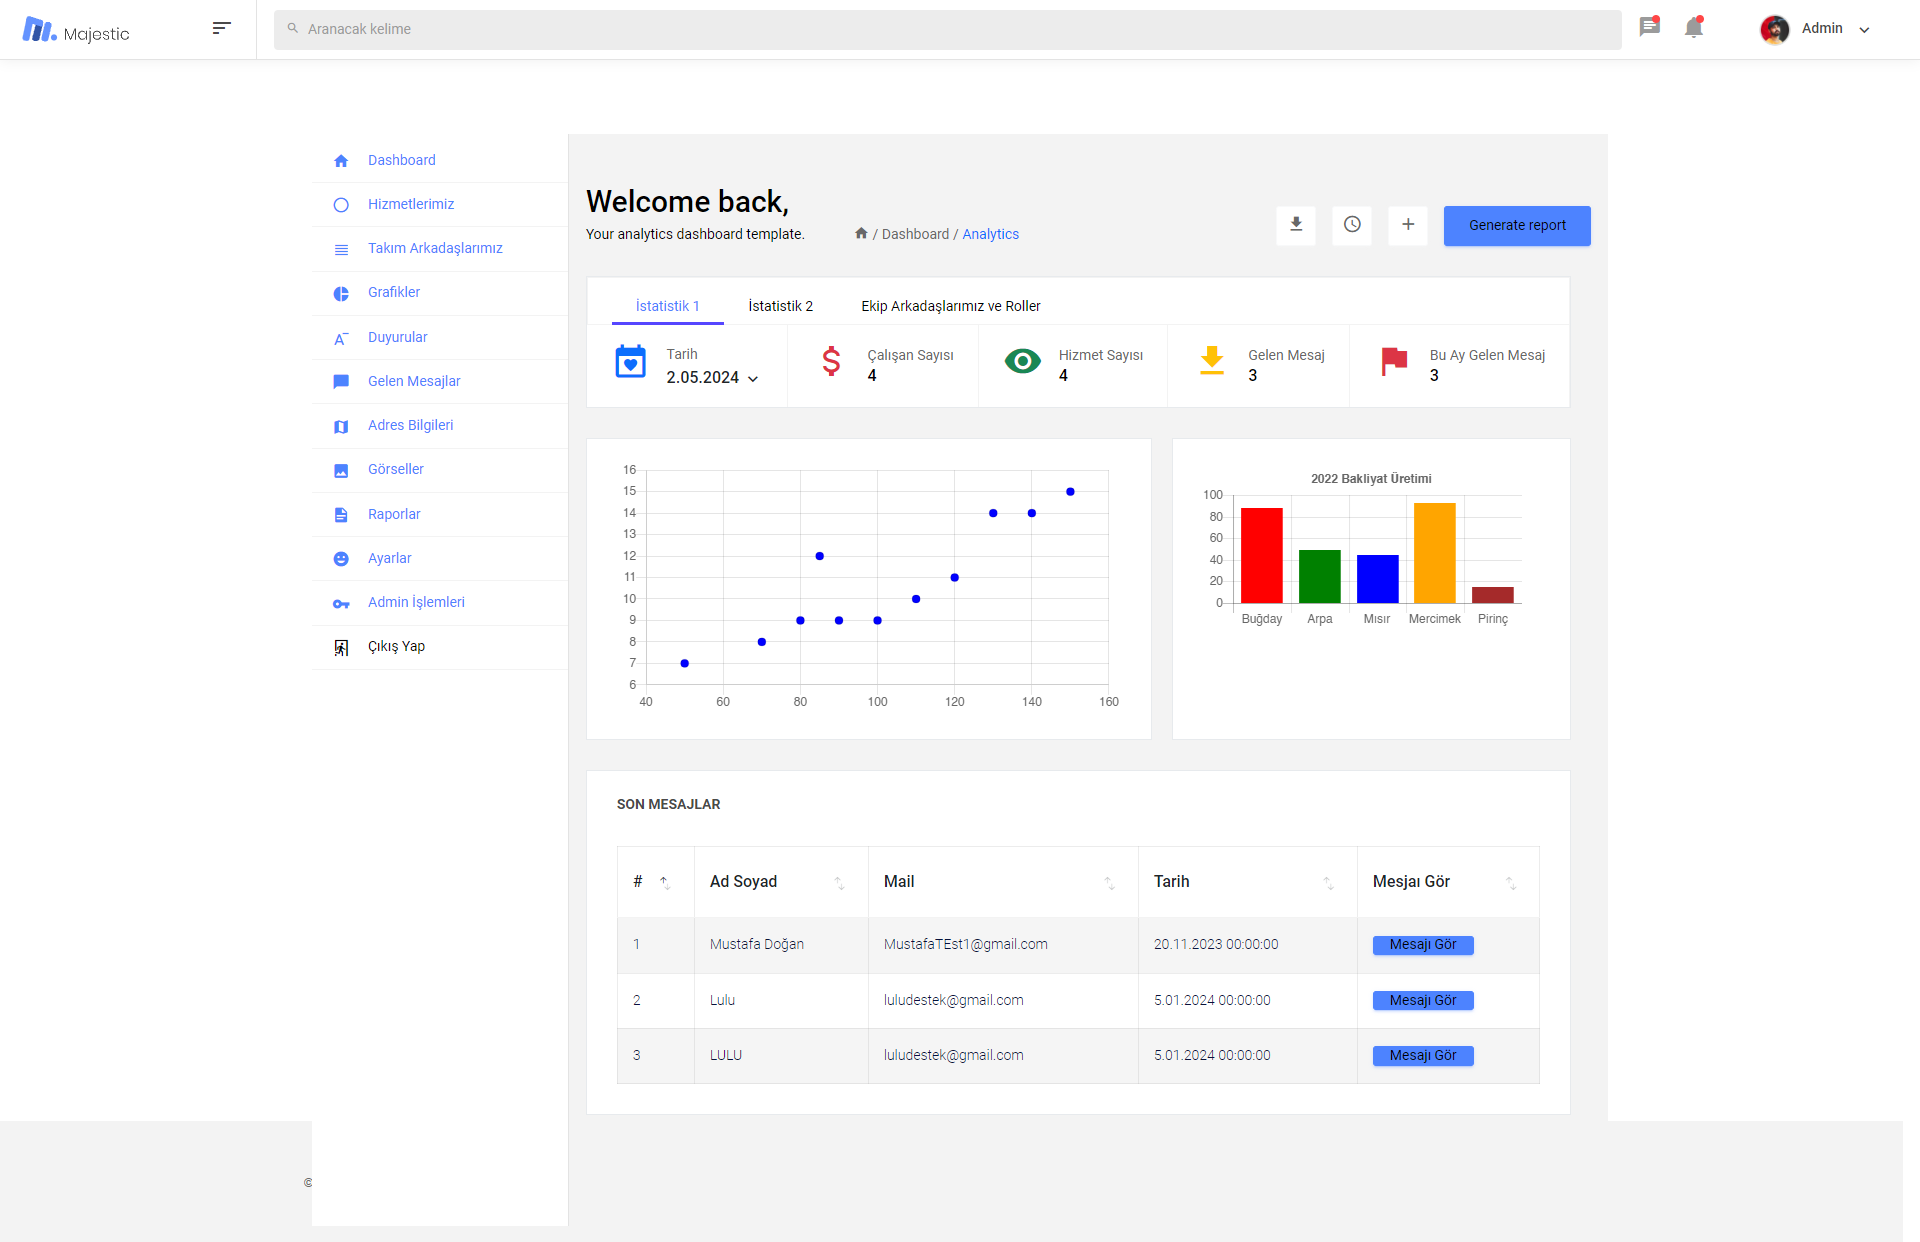 Majestic
Aranacak kelime
Admin
Dashboard
Hizmetlerimiz
Takım Arkadaşlarımız
Grafikler
Duyurular
Gelen Mesajlar
Adres Bilgileri
Görseller
Raporlar
Ayarlar
Admin İşlemleri
Çıkış Yap
Welcome back,
Your analytics dashboard template.
/ Dashboard / Analytics
Generate report
İstatistik 1
İstatistik 2
Ekip Arkadaşlarımız ve Roller
Tarih
2.05.2024
Çalışan Sayısı
4
Hizmet Sayısı
4
Gelen Mesaj
3
Bu Ay Gelen Mesaj
3
16
15
14
13
12
11
10
9
8
7
6
40 60 80 100 120 140 160
2022 Bakliyat Üretimi
100
80
60
40
20
0
Buğday Arpa Mısır Mercimek Pirinç
SON MESAJLAR
# Ad Soyad Mail Tarih Mesjaı Gör
1 Mustafa Doğan MustafaTEst1@gmail.com 20.11.2023 00:00:00 Mesajı Gör
2 Lulu luludestek@gmail.com 5.01.2024 00:00:00 Mesajı Gör
3 LULU luludestek@gmail.com 5.01.2024 00:00:00 Mesajı Gör
©